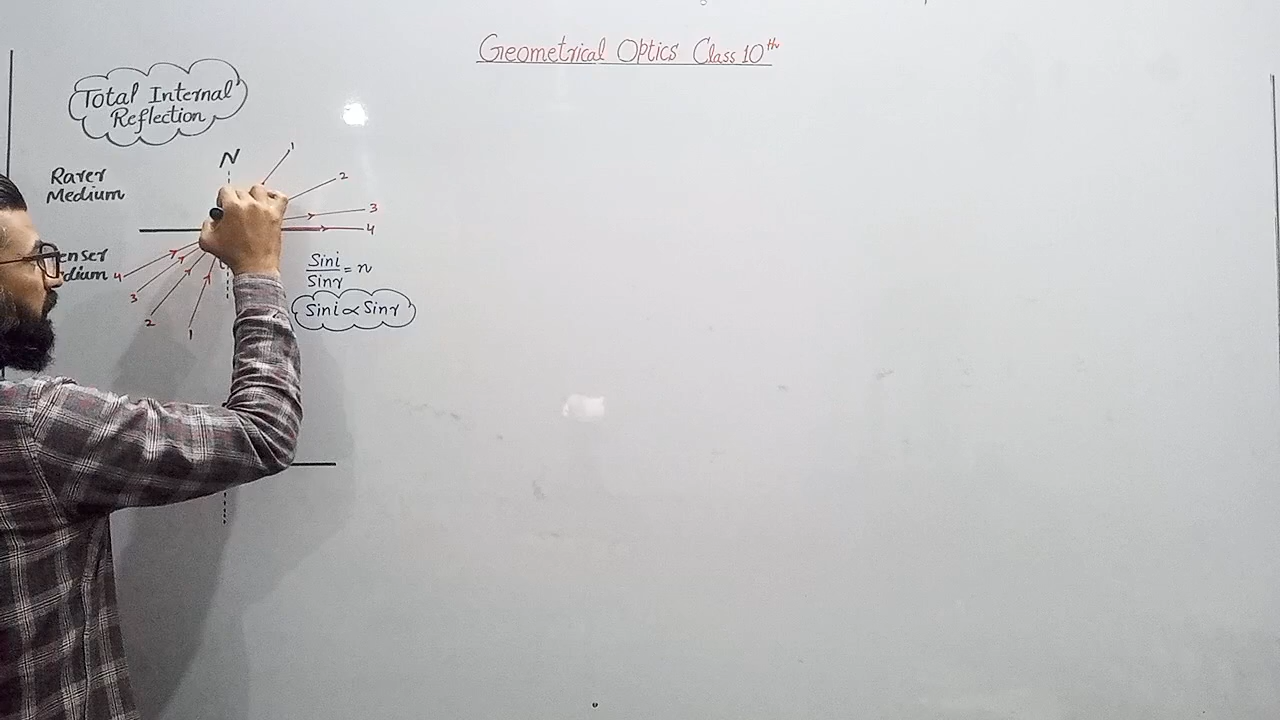 Geometrical Optics Class 10th
Total Internal
Reflection
N
1
2
3
4
Rarer
Medium
4
3
2
1
Sini
Sinr
= n
Sini ∝ Sinr